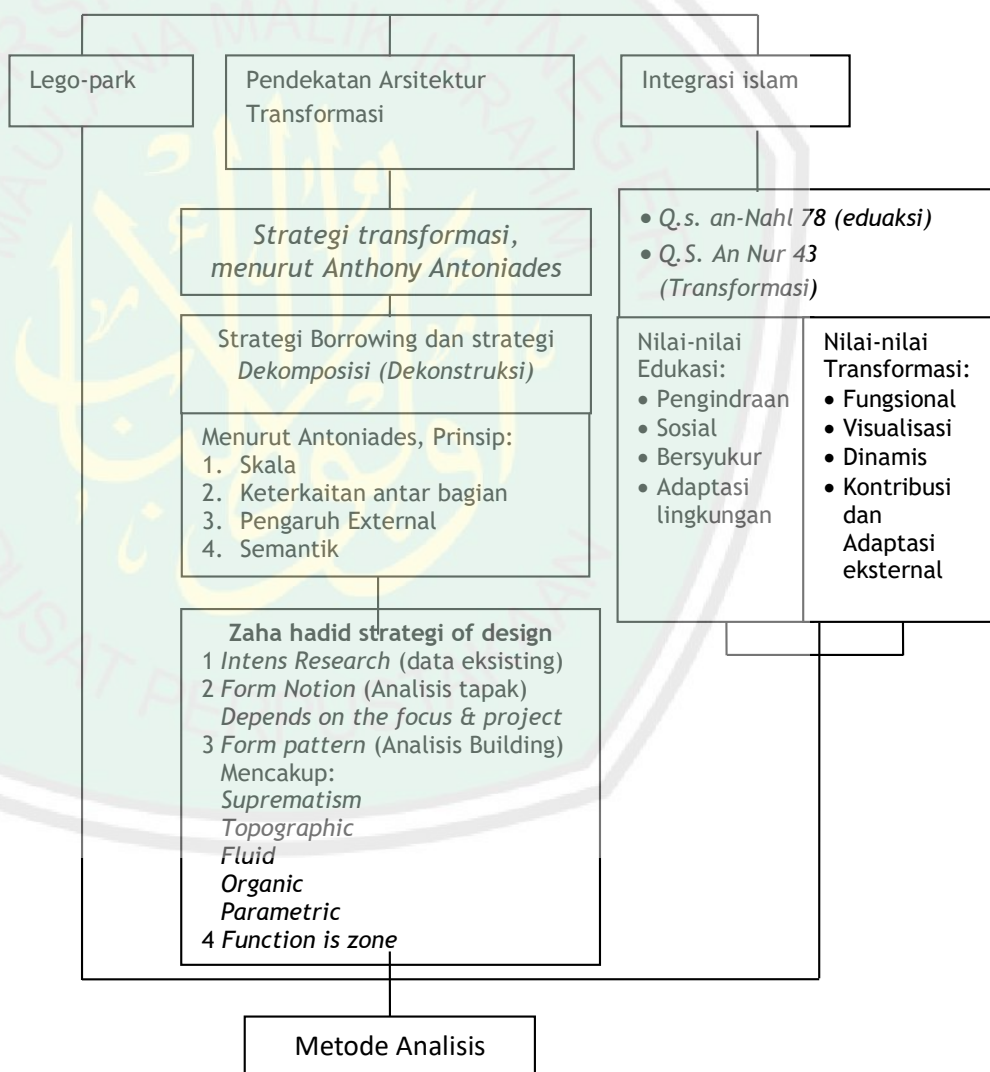 Lego-park
Pendekatan Arsitektur
Transformasi
Integrasi islam
Strategi transformasi,
menurut Anthony Antoniades
Strategi Borrowing dan strategi
Dekomposisi (Dekonstruksi)
Menurut Antoniades, Prinsip:
1. Skala
2. Keterkaitan antar bagian
3. Pengaruh External
4. Semantik
Zaha hadid strategi of design
1 Intens Research (data eksisting)
2 Form Notion (Analisis tapak)
Depends on the focus & project
3 Form pattern (Analisis Building)
Mencakup:
Suprematism
Topographic
Fluid
Organic
Parametric
4 Function is zone
• Q.s. an-Nahl 78 (eduaksi)
• Q.S. An Nur 43
(Transformasi)
Nilai-nilai
Edukasi:
• Pengindraan
• Sosial
• Bersyukur
• Adaptasi
lingkungan
Nilai-nilai
Transformasi:
• Fungsional
• Visualisasi
• Dinamis
• Kontribusi
dan
Adaptasi
eksternal
Metode Analisis
MAULANA MALIK IBRAHIM
PUSAT PERPUSTAKAAN